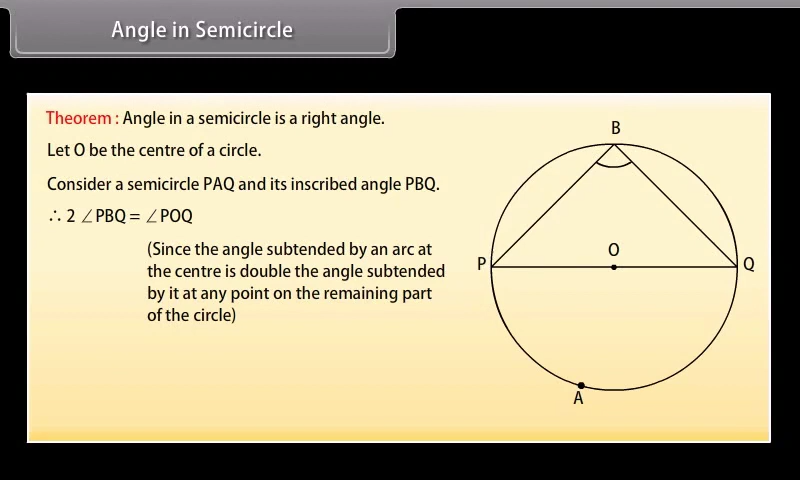 Angle in Semicircle
Theorem : Angle in a semicircle is a right angle.
Let O be the centre of a circle.
Consider a semicircle PAQ and its inscribed angle PBQ.
∴ 2 ∠PBQ = ∠POQ
(Since the angle subtended by an arc at
the centre is double the angle subtended
by it at any point on the remaining part
of the circle)
B
O
P
Q
A